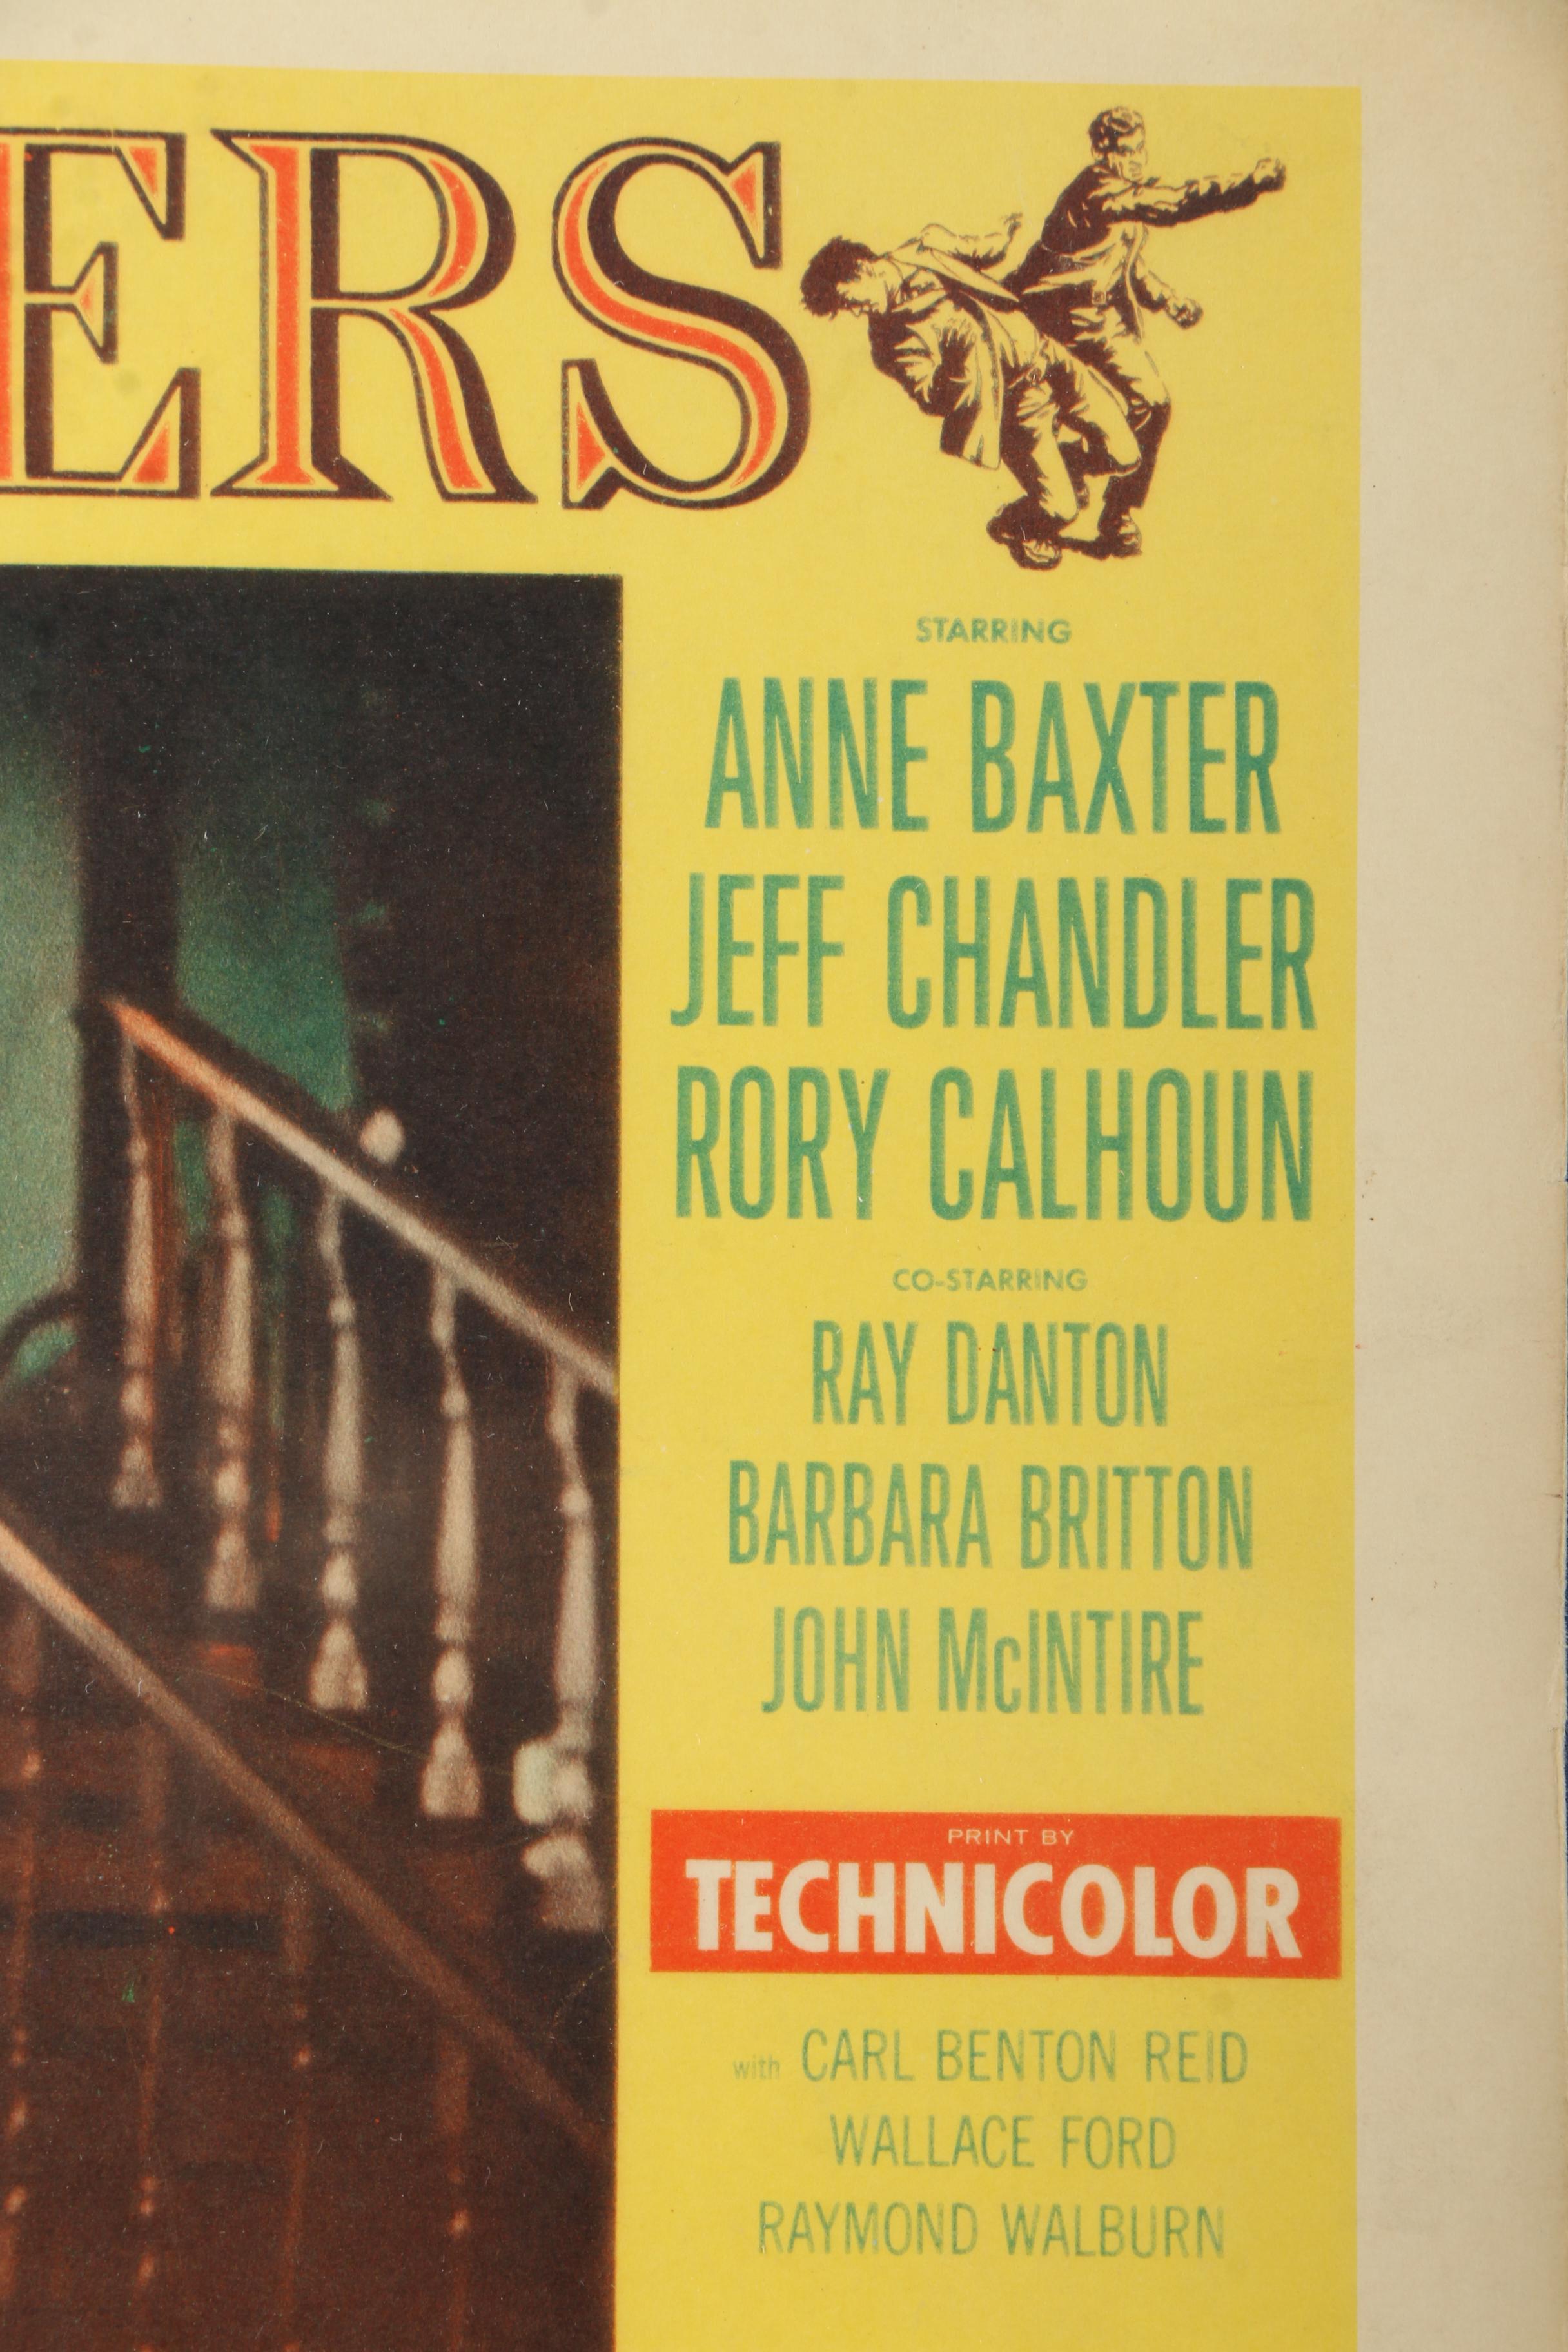 ERS
STARRING
ANNE BAXTER
JEFF CHANDLER
RORY CALHOUN
CO-STARRING
RAY DANTON
BARBARA BRITTON
JOHN McINTIRE
PRINT BY
TECHNICOLOR
with CARL BENTON REID
WALLACE FORD
RAYMOND WALBURN